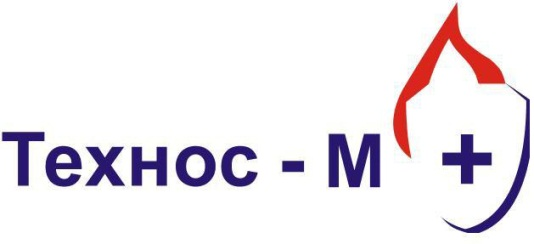 Технос - М +